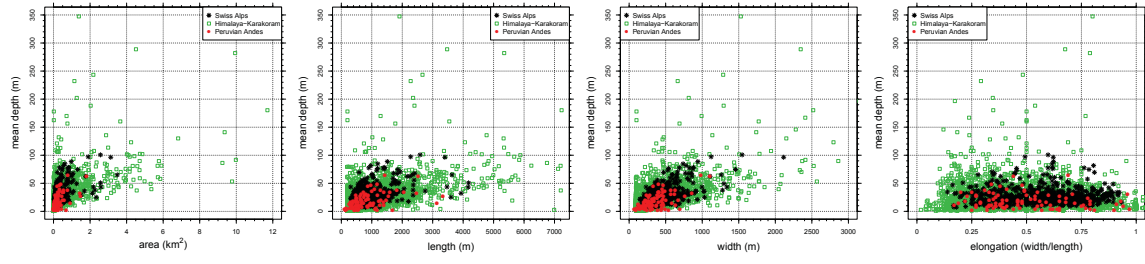 Swiss Alps
Himalaya−Karakoram
Peruvian Andes
mean depth (m)
350
300
250
200
150
100
50
0
0 2 4 6 8 10 12
area (km²)
Swiss Alps
Himalaya−Karakoram
Peruvian Andes
mean depth (m)
350
300
250
200
150
100
50
0
0 1000 2000 3000 4000 5000 6000 7000
length (m)
Swiss Alps
Himalaya−Karakoram
Peruvian Andes
mean depth (m)
350
300
250
200
150
100
50
0
0 500 1000 1500 2000 2500 3000
width (m)
Swiss Alps
Himalaya−Karakoram
Peruvian Andes
mean depth (m)
350
300
250
200
150
100
50
0
0.25 0.5 0.75 1
elongation (width/length)